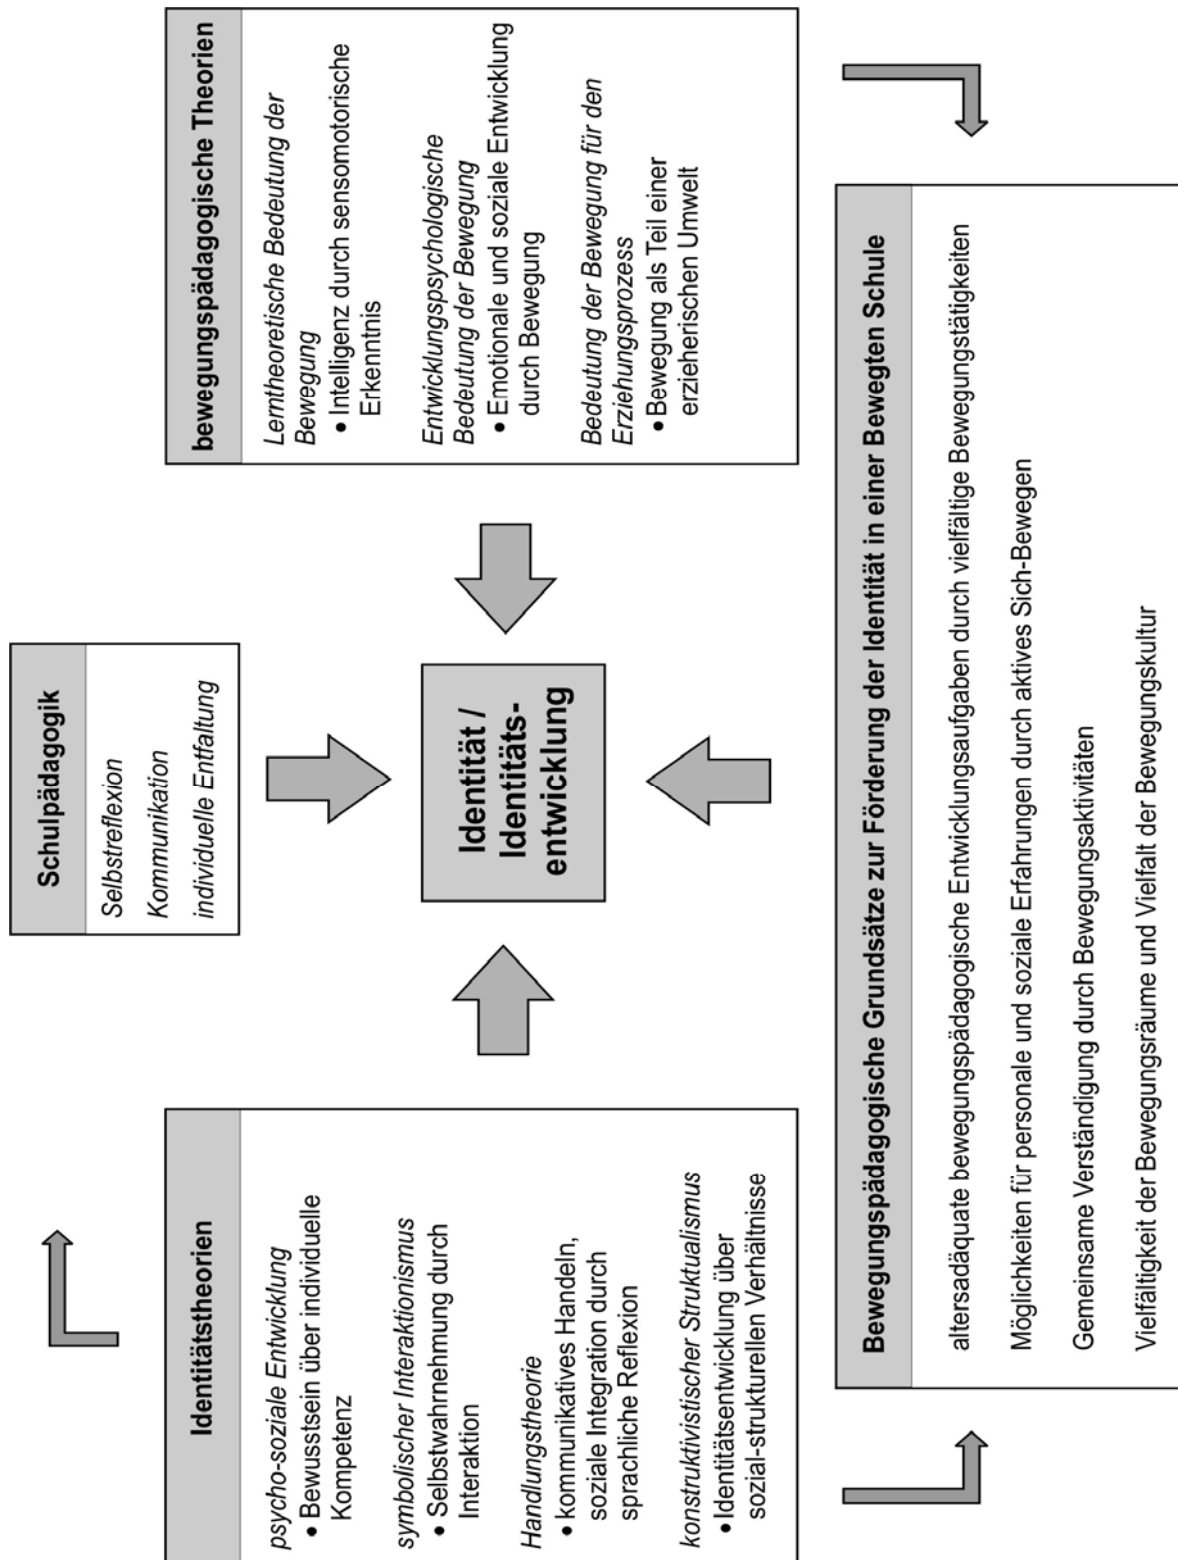 Schulpädagogik
Selbstreflexion
Kommunikation
individuelle Entfaltung
Identitätstheorien
psycho-soziale Entwicklung
• Bewusstsein über individuelle
Kompetenz
symbolischer Interaktionismus
• Selbstwahrnehmung durch
Interaktion
Handlungstheorie
• kommunikatives Handeln,
soziale Integration durch
sprachliche Reflexion
konstruktivistischer Struktualismus
• Identitätsentwicklung über
sozial-strukturellen Verhältnisse
Identität /
Identitäts-
entwicklung
bewegungspädagogische Theorien
Lerntheoretische Bedeutung der
Bewegung
• Intelligenz durch sensomotorische
Erkenntnis
Entwicklungspsychologische
Bedeutung der Bewegung
• Emotionale und soziale Entwicklung
durch Bewegung
Bedeutung der Bewegung für den
Erziehungsprozess
• Bewegung als Teil einer
erzieherischen Umwelt
Bewegungspädagogische Grundsätze zur Förderung der Identität in einer Bewegten Schule
altersadäquate bewegungspädagogische Entwicklungsaufgaben durch vielfältige Bewegungstätigkeiten
Möglichkeiten für personale und soziale Erfahrungen durch aktives Sich-Bewegen
Gemeinsame Verständigung durch Bewegungsaktivitäten
Vielfältigkeit der Bewegungsräume und Vielfalt der Bewegungskultur